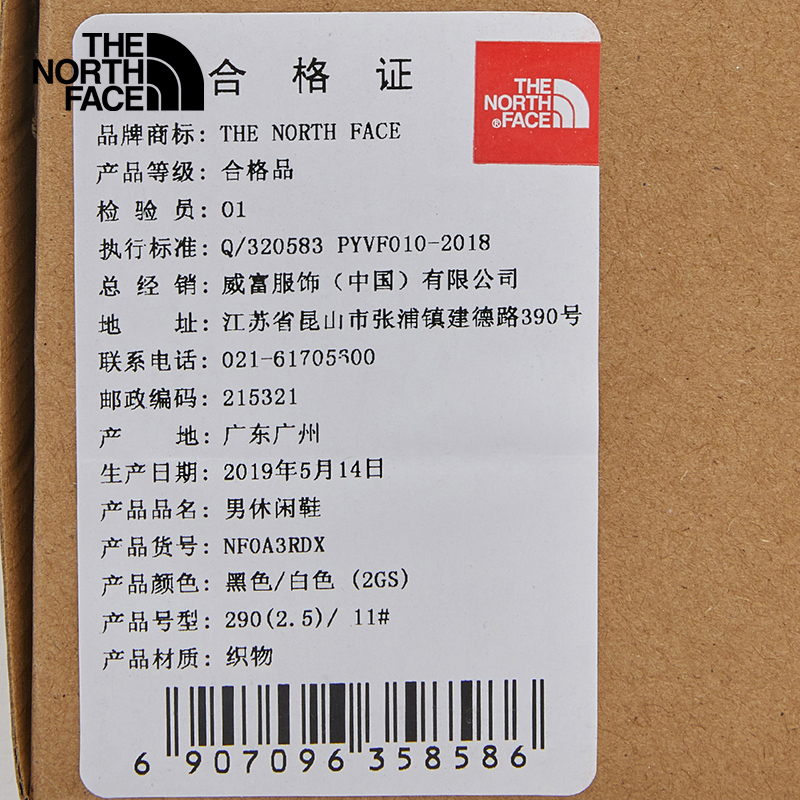 THE
NORTH
FACE
合格证
THE
NORTH
®FACE
品牌商标: THE NORTH FACE
产品等级: 合格品
检验员: 01
执行标准: Q/320583 PYVF010-2018
总经销: 威富服饰（中国）有限公司
地址: 江苏省昆山市张浦镇建德路390号
联系电话: 021-61705600
邮政编码: 215321
产地: 广东广州
生产日期: 2019年5月14日
产品品名: 男休闲鞋
产品货号: NF0A3RDX
产品颜色: 黑色/白色 (2GS)
产品号型: 290(2.5)/ 11#
产品材质: 织物
6 907096 358586